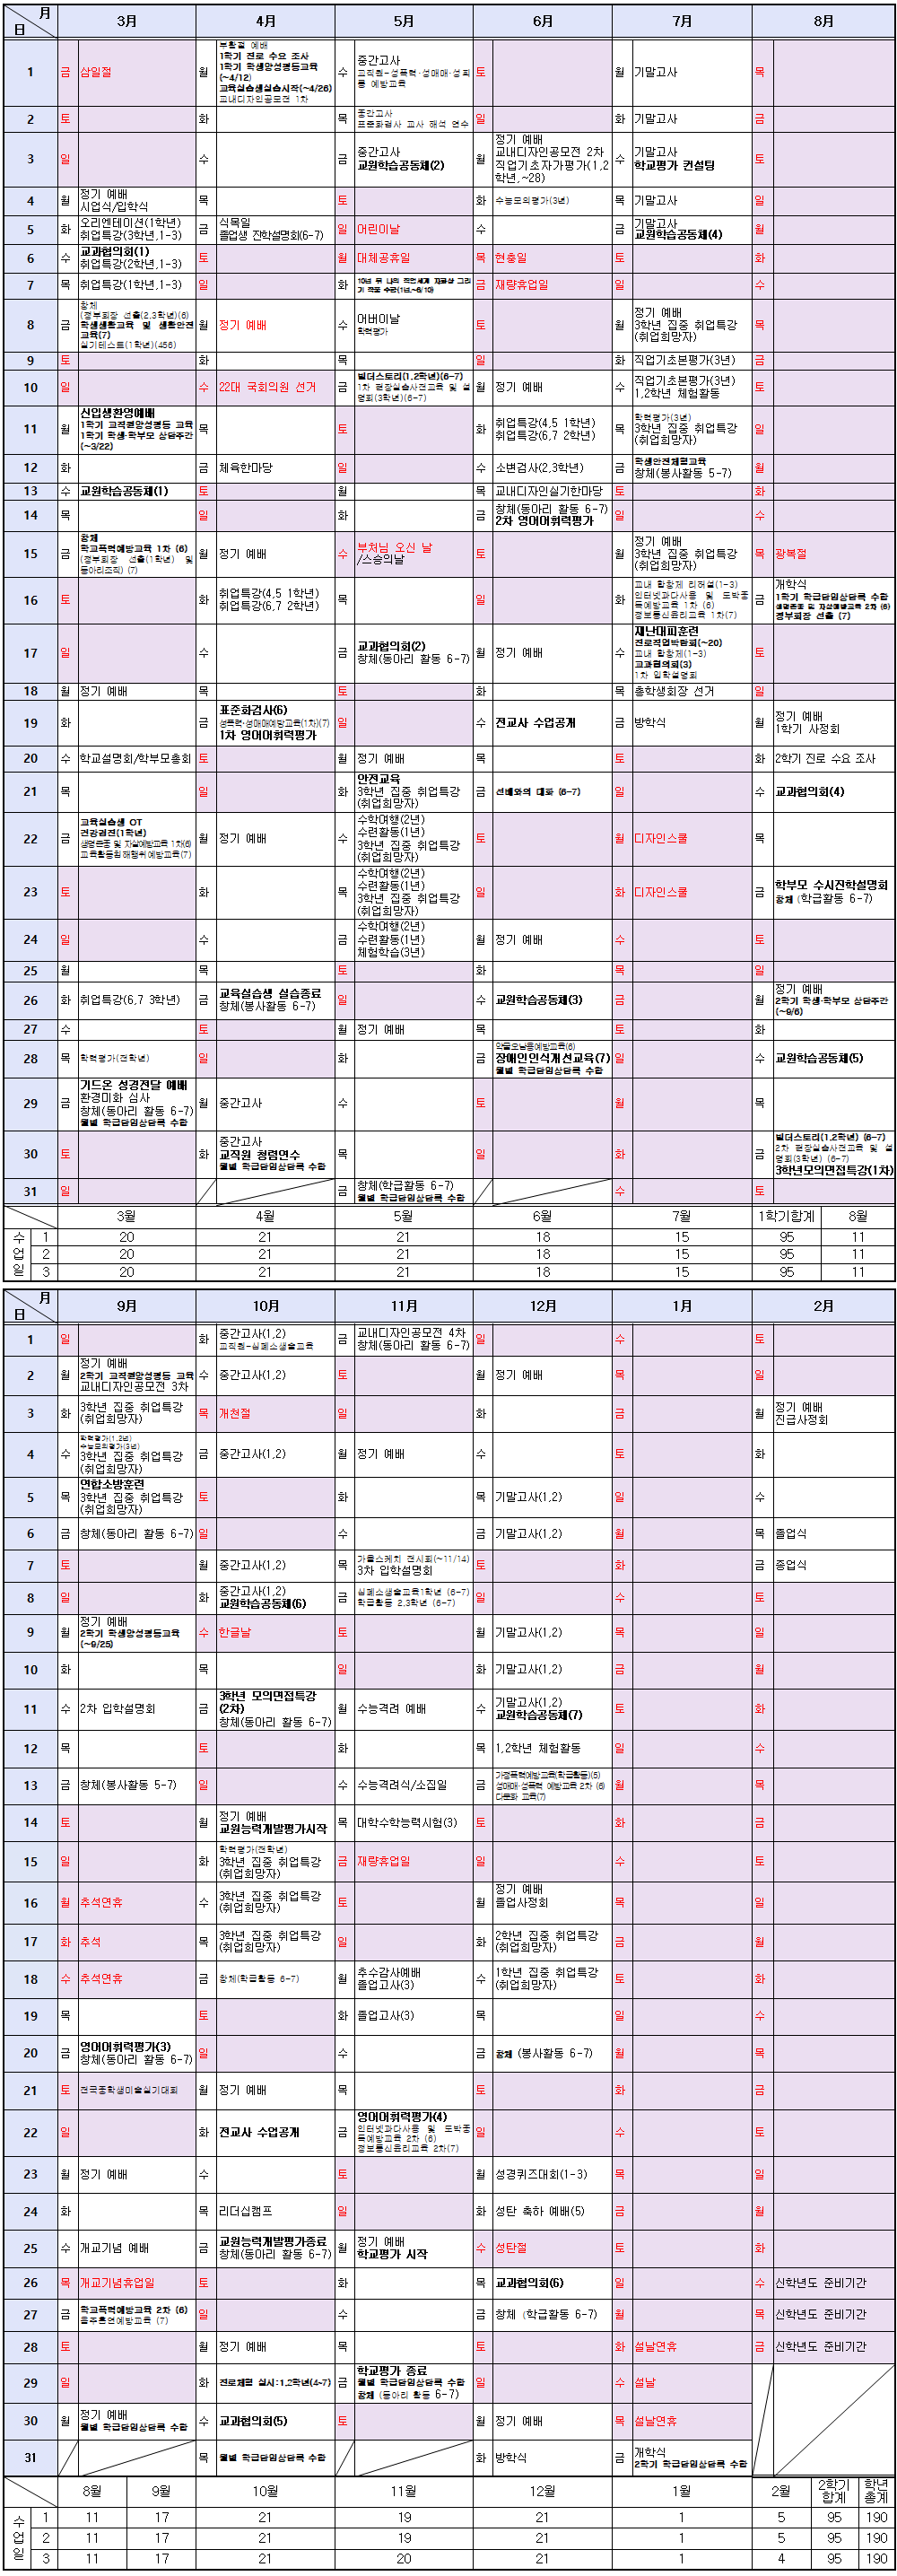 月 日 3月 4月 5月 6月 7月 8月
1 금 삼일절
월 부활절 예배
1학기 진로 수요 조사
1학기 학생양성평등교육
(~4/12)
교육실습생실습시작(~4/26)
교내디자인공모전 1차
수 중간고사
교직원-성폭력·성매매·성희
롱 예방교육
토
월 기말고사
목
2 토
화
목 중간고사
표준화검사 교사 해석 연수
일
화 기말고사
금
3 일
수
금 중간고사
교원학습공동체(2)
월 정기 예배
교내디자인공모전 2차
직업기초자가평가(1,2
학년,~28)
수 기말고사
학교평가 컨설팅
토
4 월 정기 예배
시업식/입학식
목
토
화 수능모의평가(3년)
목 기말고사
일
5 화 오리엔테이션(1학년)
취업특강(3학년,1-3)
금 식목일
졸업생 진학설명회(6-7)
일 어린이날
수
금 기말고사
교원학습공동체(4)
월
6 수 교과협의회(1)
취업특강(2학년,1-3)
토
월 대체공휴일
목 현충일
토
화
7 목 취업특강(1학년,1-3)
일
화 10년 뒤 나의 직업세계 자화상 그리
기 작품 수공(1년,~6/10)
금 재량휴업일
일
수
8 금 창체
(정부회장 선출(2,3학년)(6)
학생생활교육 및 생활안전
교육(7)
실기테스트(1학년)(456)
월 정기 예배
수 어버이날
학력평가
토
월 정기 예배
3학년 집중 취업특강
(취업희망자)
목
9 토
화
목
일
화 직업기초본평가(3년)
금
10 일
수 22대 국회의원 선거
금 빌더스토리(1,2학년)(6-7)
1차 현장실습사전교육 및 설
명회(3학년)(6-7)
월 정기 예배
수 직업기초본평가(3년)
1,2학년 체험활동
토
11 월 신입생환영예배
1학기 교직원양성평등 교육
1학기 학생·학부모 상담주간
(~3/22)
목
토
화 취업특강(4,5 1학년)
취업특강(6,7 2학년)
목 학력평가(3년)
3학년 집중 취업특강
(취업희망자)
일
12 화
금 체육한마당
일
수 소변검사(2,3학년)
금 학생안전체험교육
창체(봉사활동 5-7)
월
13 수 교원학습공동체(1)
토
월
목 교내디자인실기한마당
토
화
14 목
일
화
금 창체(동아리 활동 6-7)
2차 영어어휘력평가
일
수
15 금 창체
학교폭력예방교육 1차 (6)
(정부회장 선출(1학년) 및
동아리조직) (7)
월 정기 예배
수 부처님 오신 날
/스승의날
토
월 정기 예배
3학년 집중 취업특강
(취업희망자)
목 광복절
16 토
화 취업특강(4,5 1학년)
취업특강(6,7 2학년)
목
일
화 교내 합창제 리허설(1-3)
인터넷과다사용 및 도박중
독예방교육 1차 (6)
정보통신윤리교육 1차(7)
금 개학식
1학기 학급담임상담록 수합
생명존중 및 자살예방교육 2차 (6)
정부회장 선출 (7)
17 일
수
금 교과협의회(2)
창체(동아리 활동 6-7)
월 정기 예배
수 재난대피훈련
진로직업박람회(~20)
교내 합창제(1-3)
교과협의회(3)
1차 입학설명회
토
18 월 정기 예배
목
토
화
목 총학생회장 선거
일
19 화
금 표준화검사(6)
성폭력·성매매예방교육(1차)(7)
1차 영어어휘력평가
일
수 전교사 수업공개
금 방학식
월 정기 예배
1학기 사정회
20 수 학교설명회/학부모총회
토
월 정기 예배
목
토
화 2학기 진로 수요 조사
21 목
일
화 안전교육
3학년 집중 취업특강
(취업희망자)
금 선배와의 대화 (6-7)
일
수 교과협의회(4)
22 금 교육실습생 OT
건강검진(1학년)
생명존중 및 자살예방교육 1차(6)
교육활동침해행위예방교육(7)
월 정기 예배
수 수학여행(2년)
수련활동(1년)
3학년 집중 취업특강
(취업희망자)
토
월 디자인스쿨
목
23 토
화
목 수학여행(2년)
수련활동(1년)
3학년 집중 취업특강
(취업희망자)
일
화 디자인스쿨
금 학부모 수시진학설명회
창체 (학급활동 6-7)
24 일
수
금 수학여행(2년)
수련활동(1년)
체험학습(3년)
월 정기 예배
수
토
25 월
목
토
화
목
일
26 화 취업특강(6,7 3학년)
금 교육실습생 실습종료
창체(봉사활동 6-7)
일
수 교원학습공동체(3)
금
월 정기 예배
2학기 학생·학부모 상담주간
(~9/6)
27 수
토
월 정기 예배
목
토
화
28 목 학력평가(전학년)
일
화
금 약물오남용예방교육(6)
장애인인식개선교육(7)
월별 학급담임상담록 수합
일
수 교원학습공동체(5)
29 금 기드온 성경전달 예배
환경미화 심사
창체(동아리 활동 6-7)
월별 학급담임상담록 수합
월 중간고사
수
토
월
목
30 토
화 중간고사
교직원 청렴연수
월별 학급담임상담록 수합
목
일
화
금 빌더스토리(1,2학년) (6-7)
2차 현장실습사전교육 및 설
명회(3학년) (6-7)
3학년모의면접특강(1차)
31 일
금 창체(학급활동 6-7)
월별 학급담임상담록 수합
수
토
3월 4월 5월 6월 7월 1학기합계 8월
수업일
1 20 21 21 18 15 95 11
2 20 21 21 18 15 95 11
3 20 21 21 18 15 95 11
月 日 9月 10月 11月 12月 1月 2月
1 일
화 중간고사(1,2)
교직원-심폐소생술교육
금 교내디자인공모전 4차
창체(동아리 활동 6-7)
일
수
토
2 월 정기 예배
2학기 교직원양성평등 교육
교내디자인공모전 3차
수 중간고사(1,2)
토
월 정기 예배
목
일
3 화 3학년 집중 취업특강
(취업희망자)
목 개천절
일
화
금
월 정기 예배
진급사정회
4 수 학력평가(1,2년)
수능모의평가(3년)
3학년 집중 취업특강
(취업희망자)
금 중간고사(1,2)
월 정기 예배
수
토
화
5 목 연합소방훈련
3학년 집중 취업특강
(취업희망자)
토
화
목 기말고사(1,2)
일
수
6 금 창체(동아리 활동 6-7)
일
수
금 기말고사(1,2)
월
목 졸업식
7 토
월 중간고사(1,2)
목 가을스케치 전시회(~11/14)
3차 입학설명회
토
화
금 종업식
8 일
화 중간고사(1,2)
교원학습공동체(6)
금 심폐소생술교육1학년 (6-7)
학급활동 2,3학년 (6-7)
일
수
토
9 월 정기 예배
2학기 학생양성평등교육
(~9/25)
수 한글날
토
월 기말고사(1,2)
목
일
10 화
목
일
화 기말고사(1,2)
금
월
11 수 2차 입학설명회
금 3학년 모의면접특강
(2차)
창체(동아리 활동 6-7)
월 수능격려 예배
수 기말고사(1,2)
교원학습공동체(7)
토
화
12 목
토
화
목 1,2학년 체험활동
일
수
13 금 창체(봉사활동 5-7)
일
수 수능격려식/소집일
금 가정폭력예방교육(학급활동)(5)
성매매·성폭력 예방교육 2차 (6)
다문화 교육(7)
월
목
14 토
월 정기 예배
교원능력개발평가시작
목 대학수학능력시험(3)
토
화
금
15 일
화 학력평가(전학년)
3학년 집중 취업특강
(취업희망자)
금 재량휴업일
일
수
토
16 월 추석연휴
수 3학년 집중 취업특강
(취업희망자)
토
월 정기 예배
졸업사정회
목
일
17 화 추석
목 3학년 집중 취업특강
(취업희망자)
일
화 2학년 집중 취업특강
(취업희망자)
금
월
18 수 추석연휴
금 창체(학급활동 6-7)
월 추수감사예배
졸업고사(3)
수 1학년 집중 취업특강
(취업희망자)
토
화
19 목
토
화 졸업고사(3)
목
일
수
20 금 영어어휘력평가(3)
창체(동아리 활동 6-7)
일
수
금 창체 (봉사활동 6-7)
월
목
21 토 전국중학생미술실기대회
월 정기 예배
목
토
화
금
22 일
화 전교사 수업공개
금 영어어휘력평가(4)
인터넷과다사용 및 도박중
독예방교육 2차 (6)
정보통신윤리교육 2차(7)
일
수
토
23 월 정기 예배
수
토
월 성경퀴즈대회(1-3)
목
일
24 화
목 리더십캠프
일
화 성탄 축하 예배(5)
금
월
25 수 개교기념 예배
금 교원능력개발평가종료
창체(동아리 활동 6-7)
월 정기 예배
학교평가 시작
수 성탄절
토
화
26 목 개교기념휴업일
토
화
목 교과협의회(6)
일
수 신학년도 준비기간
27 금 학교폭력예방교육 2차 (6)
음주흡연예방교육 (7)
일
수
금 창체 (학급활동 6-7)
월
목 신학년도 준비기간
28 토
월 정기 예배
목
토
화 설날연휴
금 신학년도 준비기간
29 일
화 진로체험 실시:1,2학년(4-7)
금 학교평가 종료
월별 학급담임상담록 수합
창체 (동아리 활동 6-7)
일
수 설날
30 월 정기 예배
월별 학급담임상담록 수합
수 교과협의회(5)
토
월 정기 예배
목 설날연휴
31 목 월별 학급담임상담록 수합
화 방학식
금 개학식
2학기 학급담임상담록 수합
8월 9월 10월 11월 12월 1월 2월 2학기 합계 학년 총계
수업일
1 11 17 21 19 21 1 5 95 190
2 11 17 21 19 21 1 5 95 190
3 11 17 21 20 21 1 4 95 190